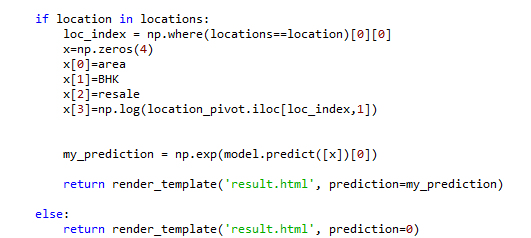 if location in locations:
    loc_index = np.where(locations==location)[0][0]
    x=np.zeros(4)
    x[0]=area
    x[1]=BHK
    x[2]=resale
    x[3]=np.log(location_pivot.iloc[loc_index,1])
    my_prediction = np.exp(model.predict([x])[0])
    return render_template('result.html', prediction=my_prediction)
else:
    return render_template('result.html', prediction=0)